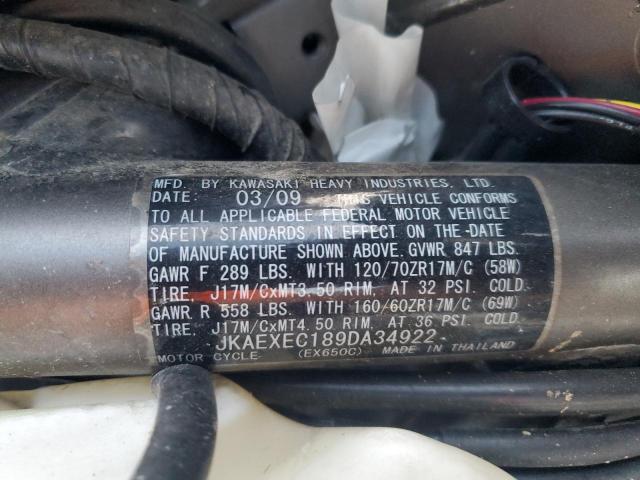 MFD. BY KAWASAKI HEAVY INDUSTRIES, LTD.
DATE: 03/09 THIS VEHICLE CONFORMS
TO ALL APPLICABLE FEDERAL MOTOR VEHICLE
SAFETY STANDARDS IN EFFECT ON THE DATE
OF MANUFACTURE SHOWN ABOVE. GVWR 847 LBS.
GAWR F 289 LBS. WITH 120/70ZR17M/C (58W)
TIRE, J17M/CxMT3.50 RIM, AT 32 PSI. COLD.
GAWR R 558 LBS. WITH 160/60ZR17M/C (69W)
TIRE, J17M/CxMT4.50 RIM, AT 36 PSI. COLD.
JKAEXEC189DA34922
MOTOR CYCLE (EX650C) MADE IN THAILAND